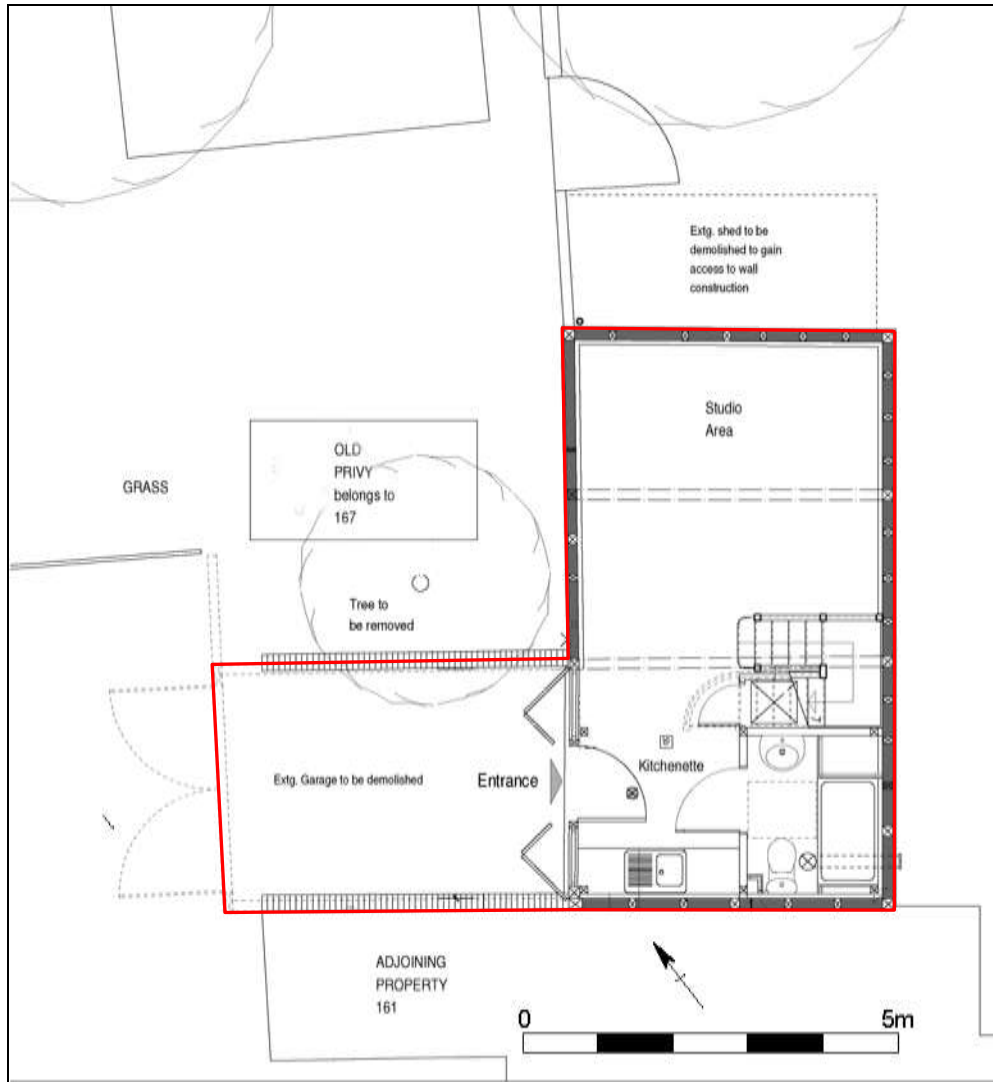 Extg. shed to be
demolished to gain
access to wall
construction
Studio
Area
OLD
PRIVY
belongs to
167
GRASS
Tree to
be removed
Kitchenette
Extg. Garage to be demolished
Entrance
ADJOINING
PROPERTY
161
0
5m